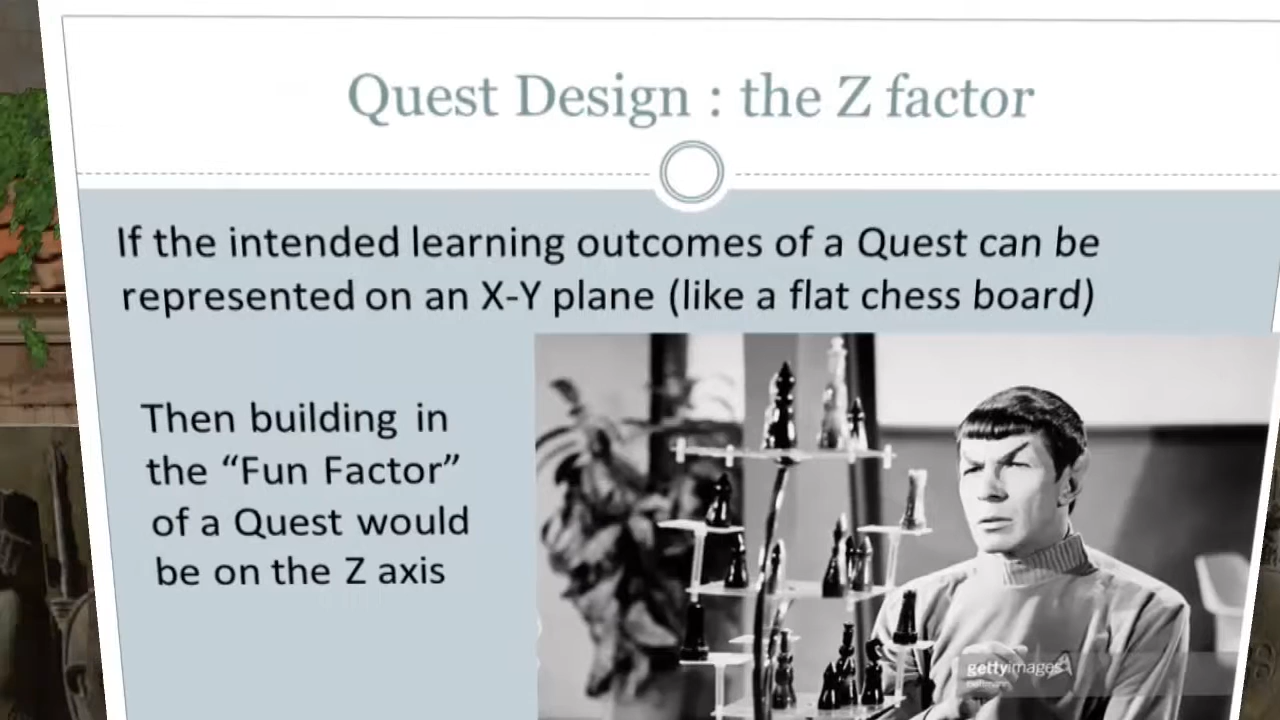 Quest Design : the Z factor
If the intended learning outcomes of a Quest can be
represented on an X-Y plane (like a flat chess board)
Then building in
the “Fun Factor”
of a Quest would
be on the Z axis
gettyimages